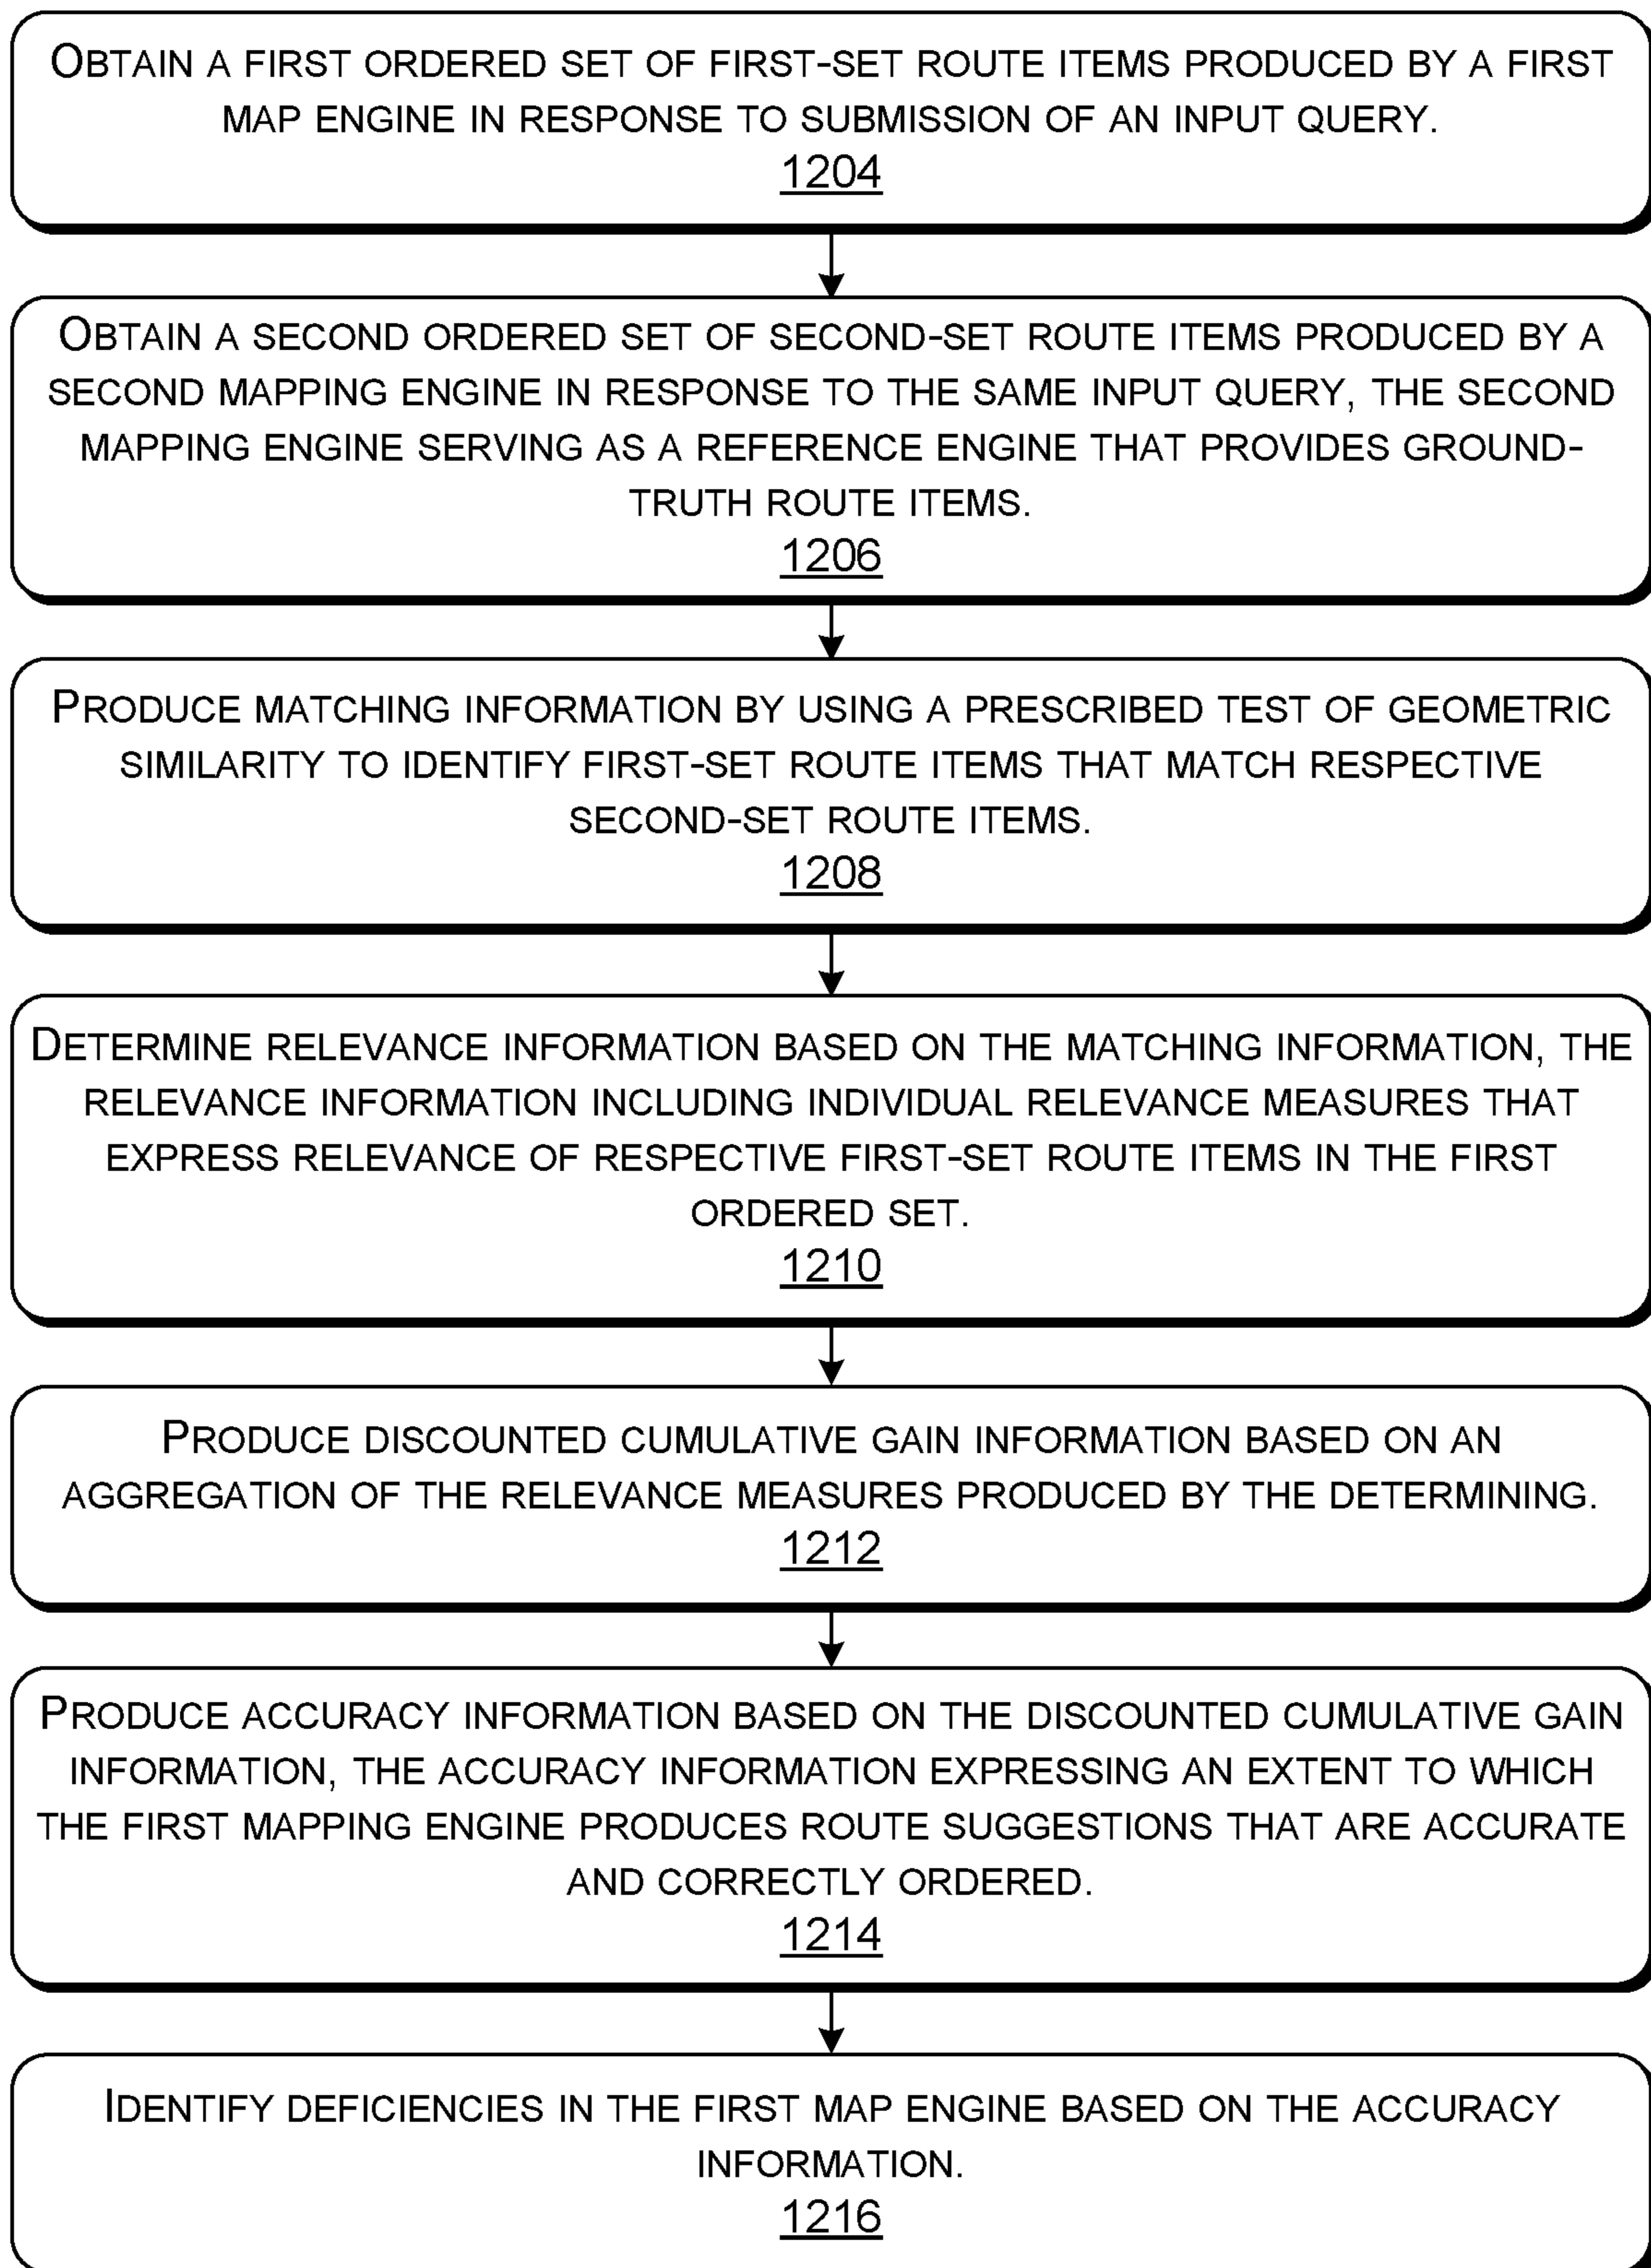 OBTAIN A FIRST ORDERED SET OF FIRST-SET ROUTE ITEMS PRODUCED BY A FIRST
MAP ENGINE IN RESPONSE TO SUBMISSION OF AN INPUT QUERY.
1204
OBTAIN A SECOND ORDERED SET OF SECOND-SET ROUTE ITEMS PRODUCED BY A
SECOND MAPPING ENGINE IN RESPONSE TO THE SAME INPUT QUERY, THE SECOND
MAPPING ENGINE SERVING AS A REFERENCE ENGINE THAT PROVIDES GROUND-
TRUTH ROUTE ITEMS.
1206
PRODUCE MATCHING INFORMATION BY USING A PRESCRIBED TEST OF GEOMETRIC
SIMILARITY TO IDENTIFY FIRST-SET ROUTE ITEMS THAT MATCH RESPECTIVE
SECOND-SET ROUTE ITEMS.
1208
DETERMINE RELEVANCE INFORMATION BASED ON THE MATCHING INFORMATION, THE
RELEVANCE INFORMATION INCLUDING INDIVIDUAL RELEVANCE MEASURES THAT
EXPRESS RELEVANCE OF RESPECTIVE FIRST-SET ROUTE ITEMS IN THE FIRST
ORDERED SET.
1210
PRODUCE DISCOUNTED CUMULATIVE GAIN INFORMATION BASED ON AN
AGGREGATION OF THE RELEVANCE MEASURES PRODUCED BY THE DETERMINING.
1212
PRODUCE ACCURACY INFORMATION BASED ON THE DISCOUNTED CUMULATIVE GAIN
INFORMATION, THE ACCURACY INFORMATION EXPRESSING AN EXTENT TO WHICH
THE FIRST MAPPING ENGINE PRODUCES ROUTE SUGGESTIONS THAT ARE ACCURATE
AND CORRECTLY ORDERED.
1214
IDENTIFY DEFICIENCIES IN THE FIRST MAP ENGINE BASED ON THE ACCURACY
INFORMATION.
1216